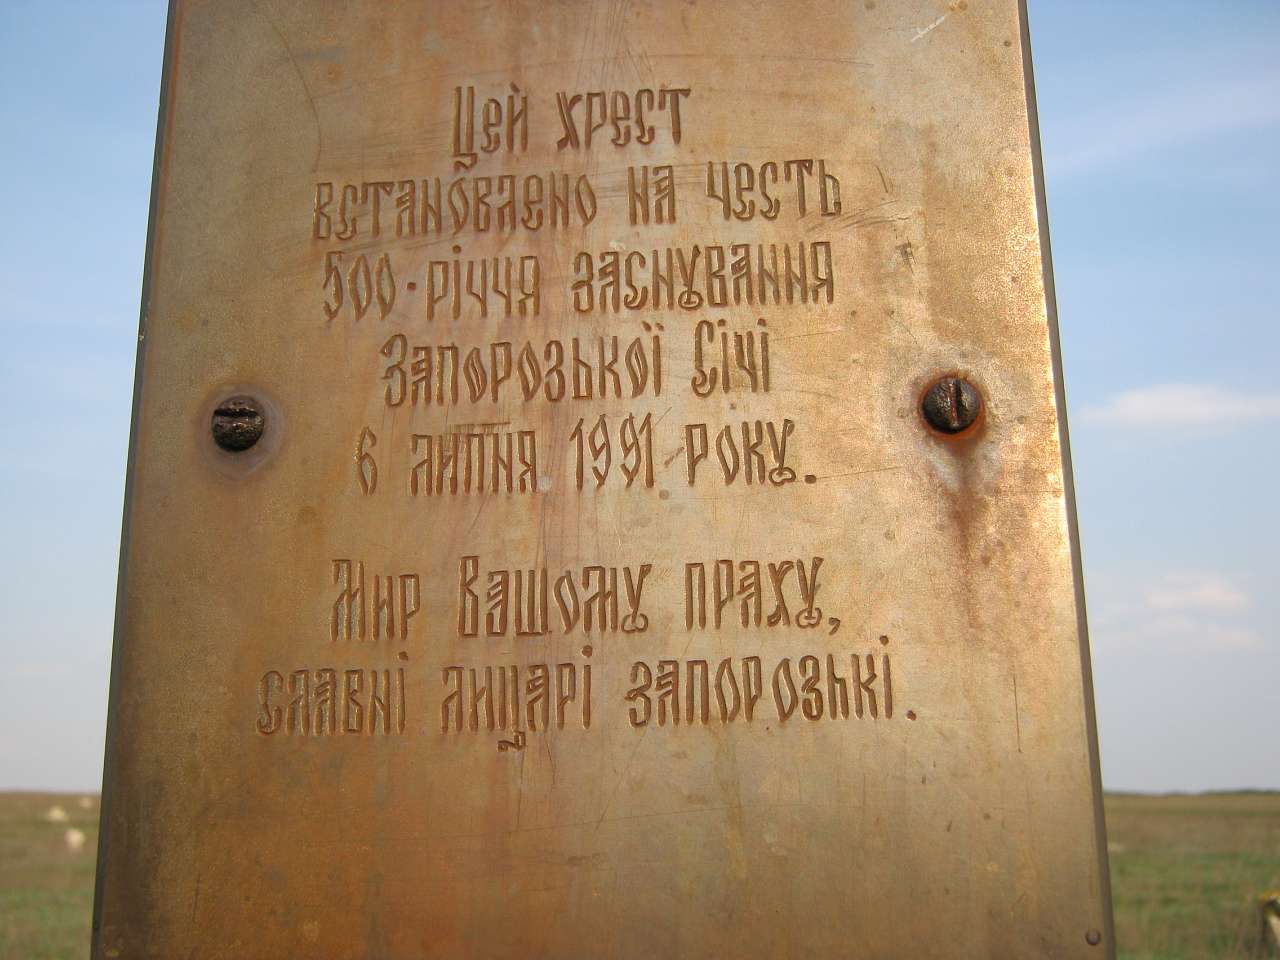 Цей хрест
встановлено на честь
500-річчя заснування
Запорозької Січі
6 липня 1991 року.
Мир Вашому праху,
славні лицарі запорозькі.